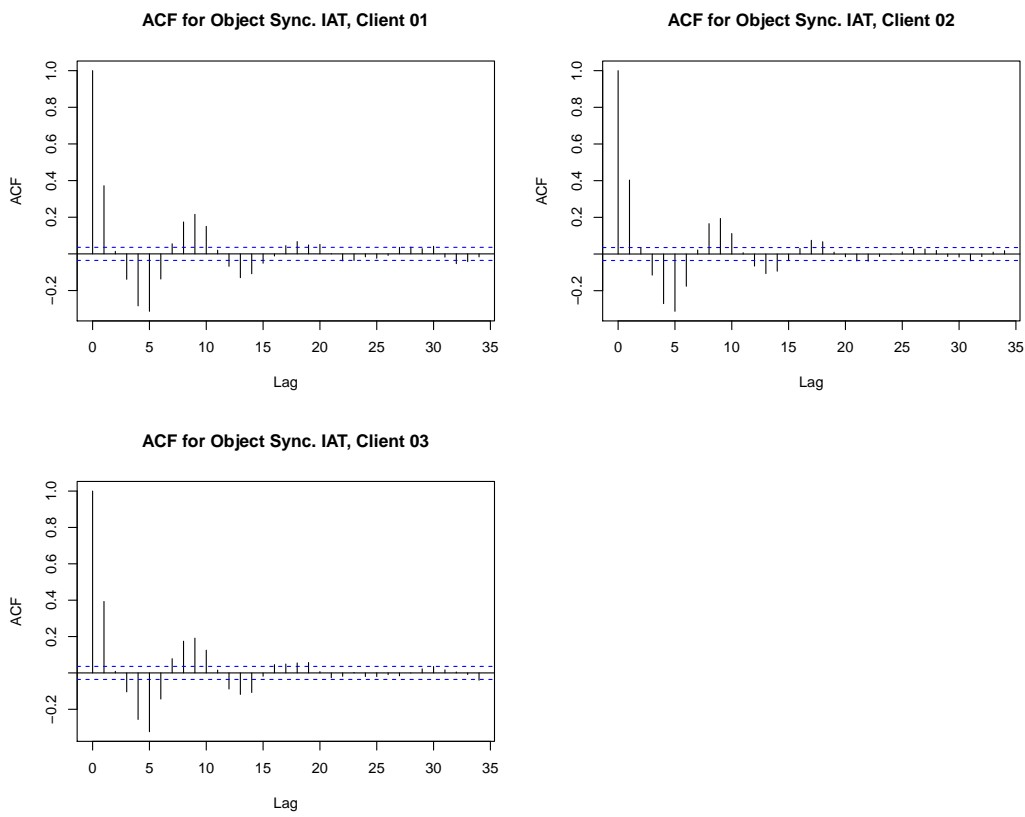 ACF for Object Sync. IAT, Client 01
ACF
1.0
0.8
0.6
0.4
0.2
−0.2
0 5 10 15 20 25 30 35
Lag
ACF for Object Sync. IAT, Client 02
ACF
1.0
0.8
0.6
0.4
0.2
−0.2
0 5 10 15 20 25 30 35
Lag
ACF for Object Sync. IAT, Client 03
ACF
1.0
0.8
0.6
0.4
0.2
−0.2
0 5 10 15 20 25 30 35
Lag